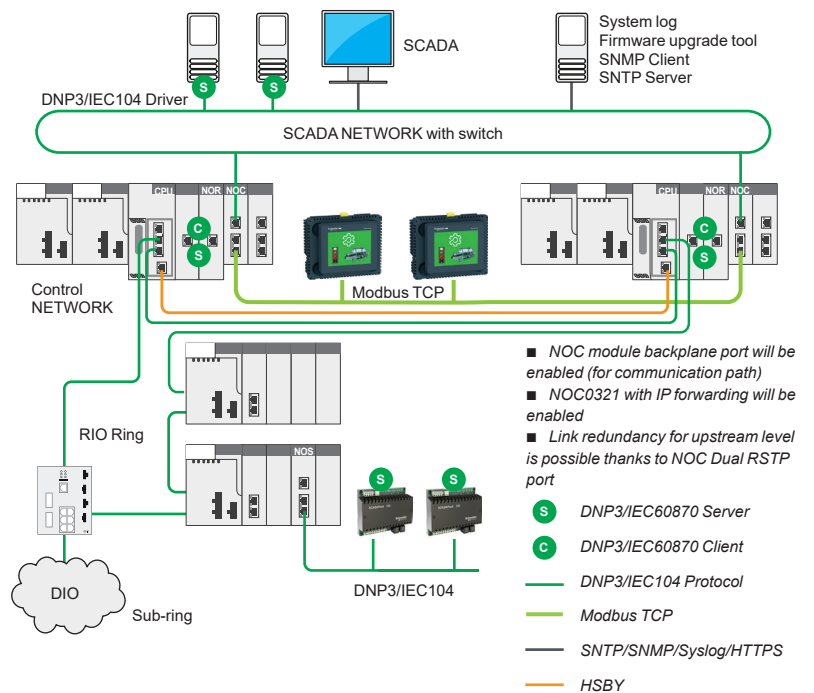 System log
Firmware upgrade tool
SNMP Client
SNTP Server
SCADA
S
S
DNP3/IEC104 Driver
SCADA NETWORK with switch
CPU
NOR
NOC
CPU
NOR
NOC
C
S
C
S
Control
NETWORK
Modbus TCP
■ NOC module backplane port will be
enabled (for communication path)
■ NOC0321 with IP forwarding will be
enabled
■ Link redundancy for upstream level
is possible thanks to NOC Dual RSTP
port
RIO Ring
NOS
S
S
DNP3/IEC104
DIO
Sub-ring
S DNP3/IEC60870 Server
C DNP3/IEC60870 Client
DNP3/IEC104 Protocol
Modbus TCP
SNTP/SNMP/Syslog/HTTPS
HSBY